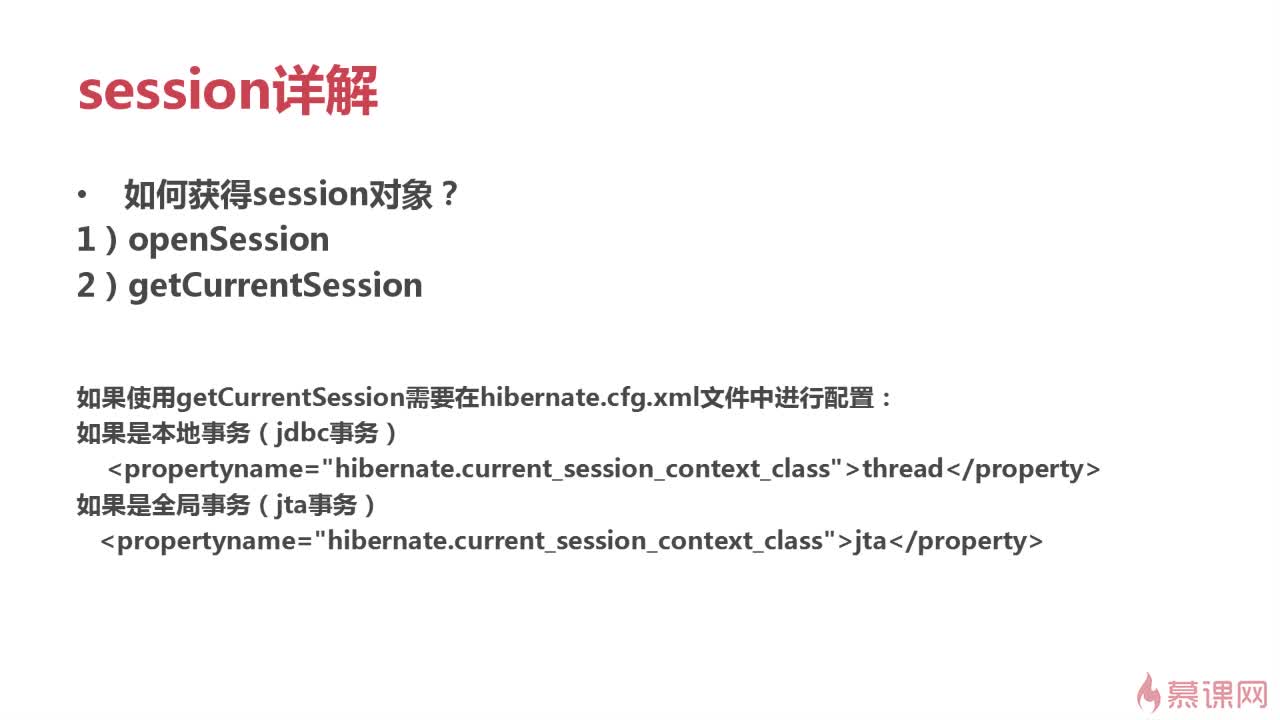 session详解
• 如何获得session对象？
1）openSession
2）getCurrentSession
如果使用getCurrentSession需要在hibernate.cfg.xml文件中进行配置：
如果是本地事务（jdbc事务）
<propertyname="hibernate.current_session_context_class">thread</property>
如果是全局事务（jta事务）
<propertyname="hibernate.current_session_context_class">jta</property>
慕课网